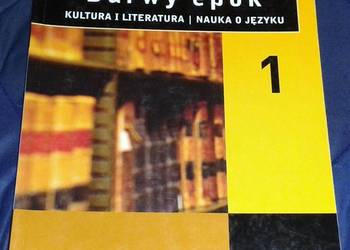 Barwy epok
KULTURA I LITERATURA | NAUKA O JĘZYKU
1